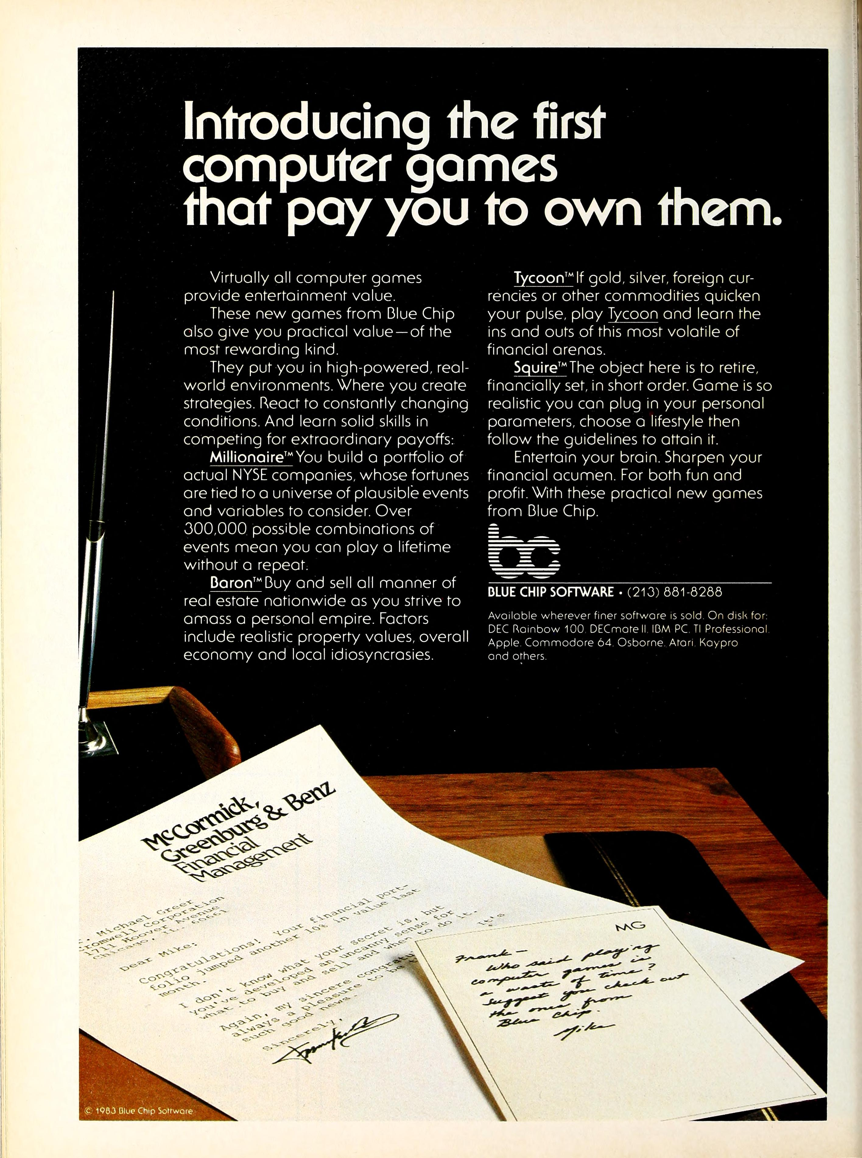 Introducing the first
computer games
that pay you to own them.
Virtually all computer games
provide entertainment value.
These new games from Blue Chip
also give you practical value—of the
most rewarding kind.
They put you in high-powered, real-
world environments. Where you create
strategies. React to constantly changing
conditions. And learn solid skills in
competing for extraordinary payoffs:
Millionaire™ You build a portfolio of
actual NYSE companies, whose fortunes
are tied to a universe of plausible events
and variables to consider. Over
300,000 possible combinations of
events mean you can play a lifetime
without a repeat.
Baron™ Buy and sell all manner of
real estate nationwide as you strive to
amass a personal empire. Factors
include realistic property values, overall
economy and local idiosyncrasies.
Tycoon™ If gold, silver, foreign cur-
rencies or other commodities quicken
your pulse, play Tycoon and learn the
ins and outs of this most volatile of
financial arenas.
Squire™ The object here is to retire,
financially set, in short order. Game is so
realistic you can plug in your personal
parameters, choose a lifestyle then
follow the guidelines to attain it.
Entertain your brain. Sharpen your
financial acumen. For both fun and
profit. With these practical new games
from Blue Chip.
bc
BLUE CHIP SOFTWARE • (213) 881-8288
Available wherever finer software is sold. On disk for:
DEC Rainbow 100, DECmate II, IBM PC, TI Professional,
Apple, Commodore 64, Osborne, Atari, Kaypro
and others.
McCormick,
Greenburg & Benz
Financial
Management
. Michael Greer
romwell Corporation
1711 Hoover Avenue
Chicago, IL 60661
Dear Mike:
Congratulations! Your financial port-
folio jumped another lot in value last
month.
I don't know what your secret is, but
you've developed an uncanny sense for
what to buy and sell and when to do it.
Again, my sincere It's
always a pleasure to
such good news.
Sincerely,
MG
Frank—
Who said playing
computer games is
a waste of time?
Suggest you check out
the ones from
Blue Chip.
Mike
© 1983 Blue Chip Software